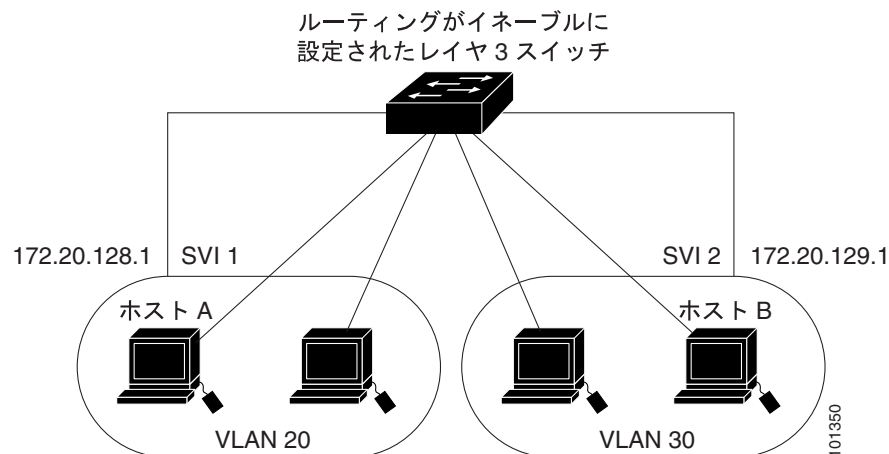 ルーティングがイネーブルに
設定されたレイヤ 3 スイッチ
172.20.128.1
SVI 1
SVI 2
172.20.129.1
ホスト A
ホスト B
VLAN 20
VLAN 30
101350